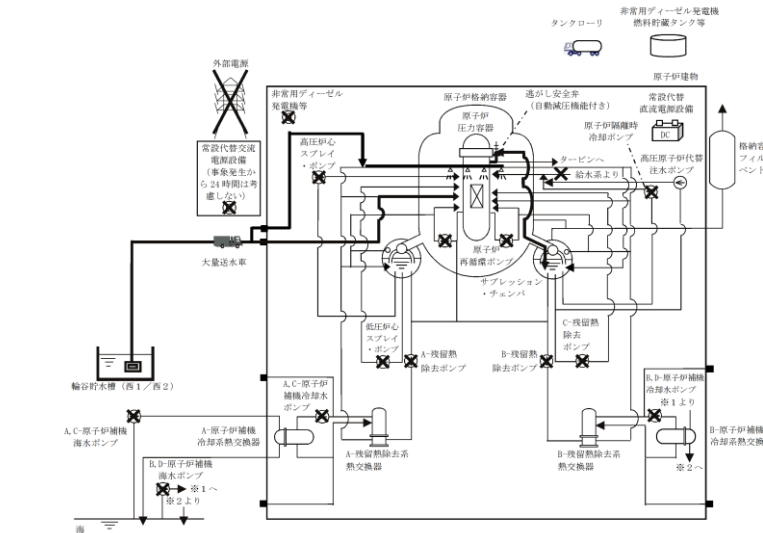 非常用ディーゼル発電機
燃料貯蔵タンク等
タンクローリ
外部電源
原子炉建物
非常用ディーゼル
発電機等
原子炉格納容器
原子炉
圧力容器
逃がし安全弁
(自動減圧機能付き)
常設代替
直流電源設備
DC
常設代替交流
電源設備
(事象発生か
ら24時間は考
慮しない)
高圧炉心
スプレイ
・ポンプ
原子炉隔離時
冷却ポンプ
高圧原子炉代替
注水ポンプ
タービンへ
給水系より
格納容
フィル
ベント
大量送水車
原子炉
再循環ポンプ
サプレッション
・チェンバ
低圧炉心
スプレイ
・ポンプ
A-残留熱
除去ポンプ
B-残留熱
除去ポンプ
C-残留熱
除去
ポンプ
輪谷貯水槽(西1/西2)
A,C-原子炉
補機冷却水
ポンプ
B,D-原子炉補機
冷却水ポンプ
※1より
A,C-原子炉補機
海水ポンプ
A-原子炉補機
冷却系熱交換器
B-原子炉補機
冷却系熱交換
B,D-原子炉補機
海水ポンプ
※1へ
※2より
A-残留熱除去系
熱交換器
B-残留熱除去系
熱交換器
※2へ
海